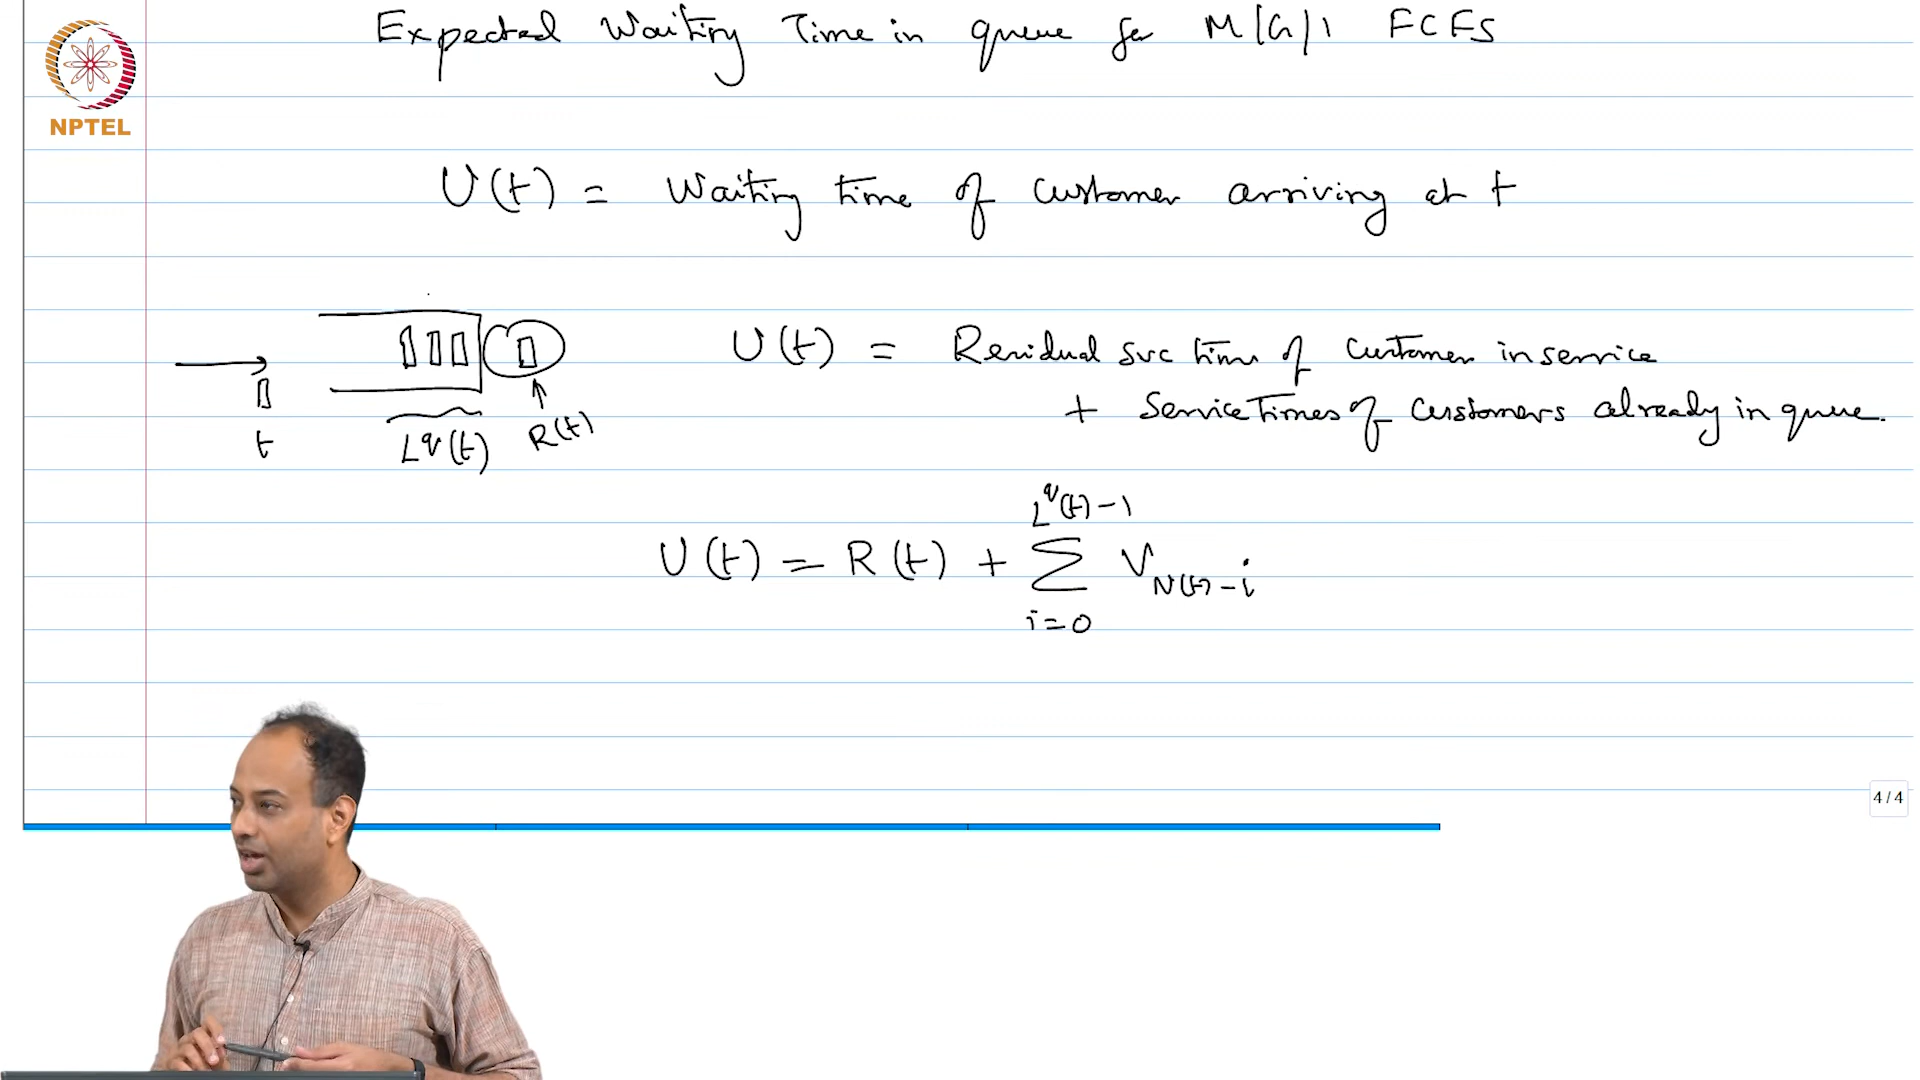 Expected Waiting Time in queue for M/G/1 FCFS
NPTEL
U(t) = Waiting time of customer arriving at t
U(t) = Residual svc time of customer in service
+ Service Times of customers already in queue.
t
L^q(t)
R(t)
U(t) = R(t) + \sum_{i=0}^{L^q(t)-1} V_{N(t)-i}
4 / 4